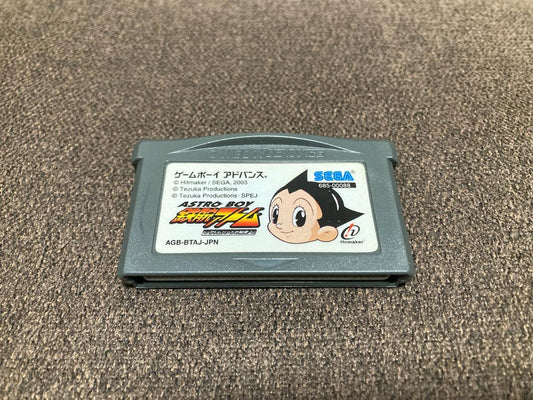 ゲームボーイ アドバンス®
© Hitmaker / SEGA, 2003
© Tezuka Productions
© Tezuka Productions・SPEJ
SEGA
685-00088
ASTRO BOY
鉄腕アトム
AGB-BTAJ-JPN
Hitmaker